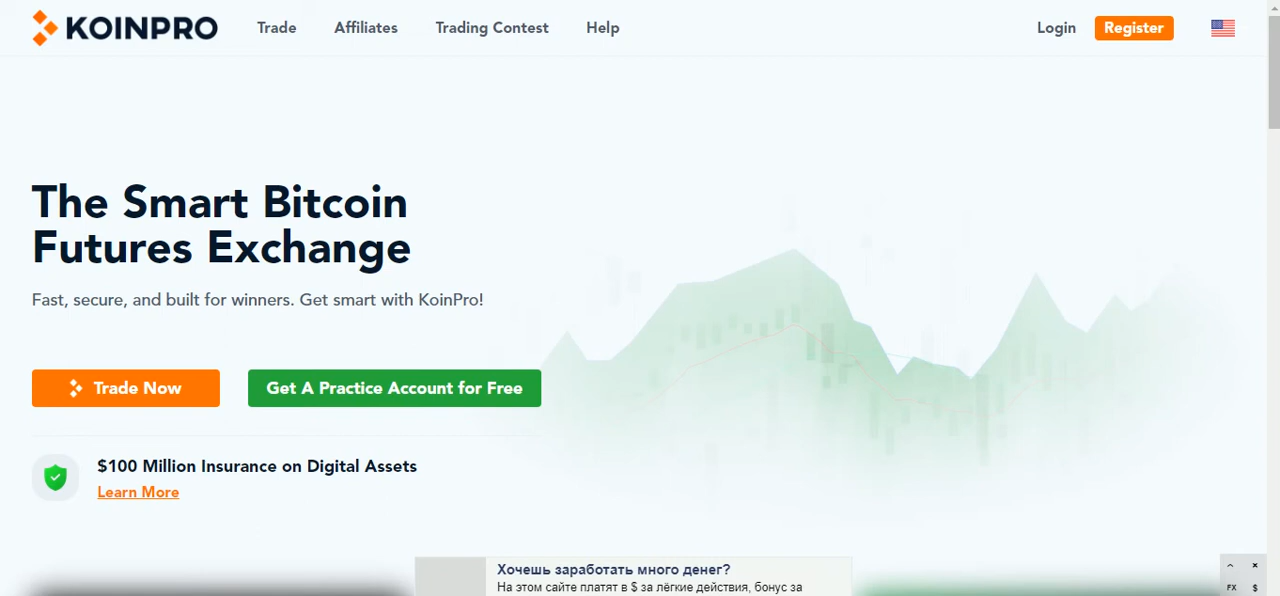 KOINPRO
Trade Affiliates Trading Contest Help Login Register
The Smart Bitcoin
Futures Exchange
Fast, secure, and built for winners. Get smart with KoinPro!
Trade Now Get A Practice Account for Free
$100 Million Insurance on Digital Assets
Learn More
Хочешь заработать много денег?
На этом сайте платят в $ за лёгкие действия, бонус за
FX $